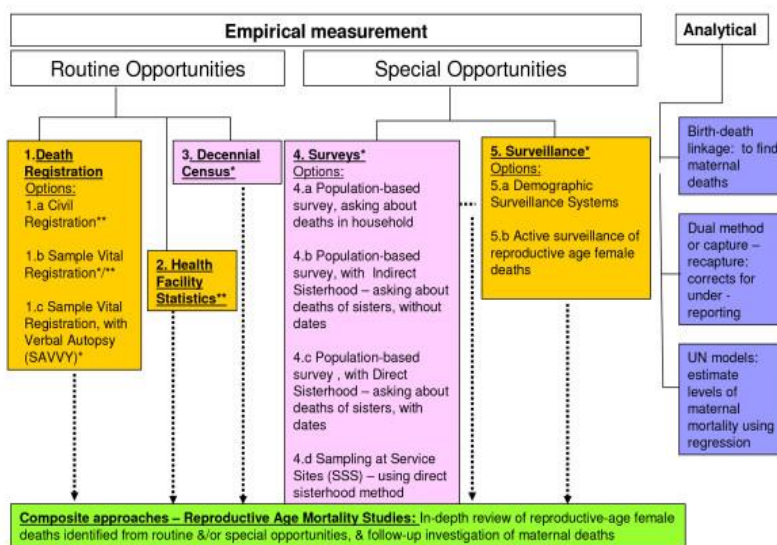 Empirical measurement
Analytical
Routine Opportunities
Special Opportunities
1.Death
Registration
Options:
1.a Civil
Registration**
1.b Sample Vital
Registration*/**
1.c Sample Vital
Registration, with
Verbal Autopsy
(SAVVY)*
2. Health
Facility
Statistics**
3. Decennial
Census*
4. Surveys*
Options:
4.a Population-based
survey, asking about
deaths in household
4.b Population-based
survey, with Indirect
Sisterhood – asking about
deaths of sisters, without
dates
4.c Population-based
survey , with Direct
Sisterhood – asking about
deaths of sisters, with
dates
4.d Sampling at Service
Sites (SSS) – using direct
sisterhood method
5. Surveillance*
Options:
5.a Demographic
Surveillance Systems
5.b Active surveillance of
reproductive age female
deaths
Birth-death
linkage: to find
maternal
deaths
Dual method
or capture –
recapture:
corrects for
under -
reporting
UN models:
estimate
levels of
maternal
mortality using
regression
Composite approaches – Reproductive Age Mortality Studies: In-depth review of reproductive-age female
deaths identified from routine &/or special opportunities, & follow-up investigation of maternal deaths